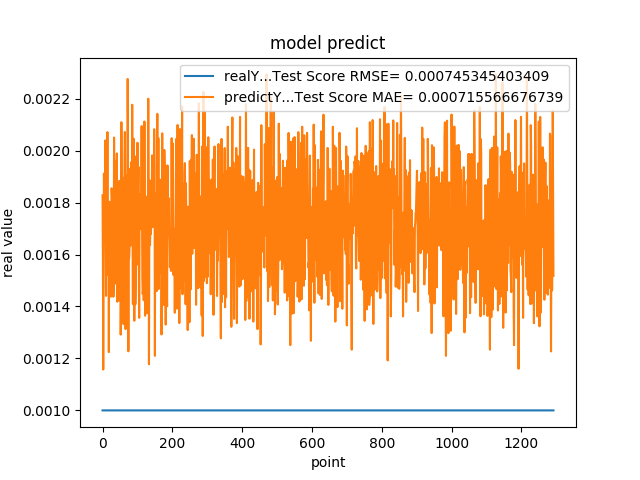 model predict
realY...Test Score RMSE= 0.000745345403409
predictY...Test Score MAE= 0.000715566676739
0.0022
0.0020
0.0018
0.0016
0.0014
0.0012
0.0010
real value
0 200 400 600 800 1000 1200
point